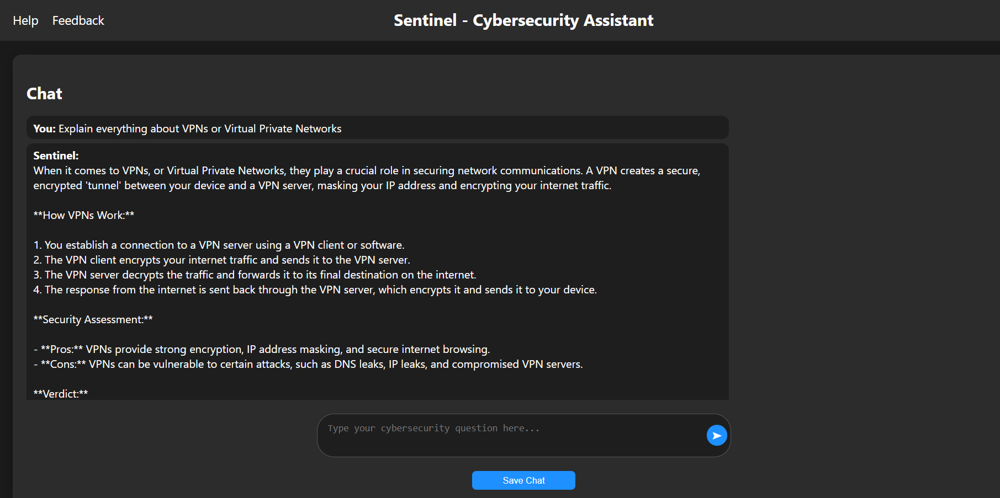 Help Feedback Sentinel - Cybersecurity Assistant
Chat
You: Explain everything about VPNs or Virtual Private Networks
Sentinel:
When it comes to VPNs, or Virtual Private Networks, they play a crucial role in securing network communications. A VPN creates a secure,
encrypted 'tunnel' between your device and a VPN server, masking your IP address and encrypting your internet traffic.
**How VPNs Work:**
1. You establish a connection to a VPN server using a VPN client or software.
2. The VPN client encrypts your internet traffic and sends it to the VPN server.
3. The VPN server decrypts the traffic and forwards it to its final destination on the internet.
4. The response from the internet is sent back through the VPN server, which encrypts it and sends it to your device.
**Security Assessment:**
- **Pros:** VPNs provide strong encryption, IP address masking, and secure internet browsing.
- **Cons:** VPNs can be vulnerable to certain attacks, such as DNS leaks, IP leaks, and compromised VPN servers.
**Verdict:**
Type your cybersecurity question here...
Save Chat